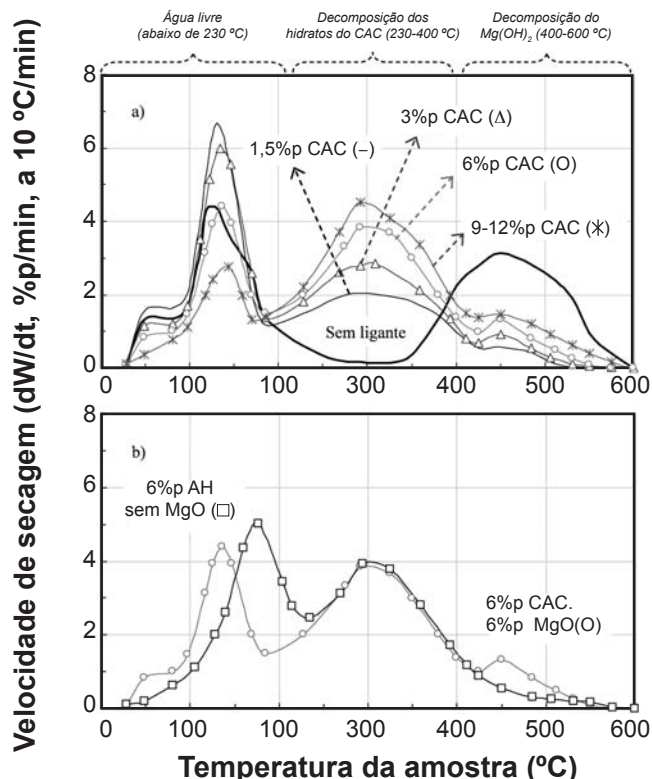 Água livre
(abaixo de 230 ºC)
Decomposição dos
hidratos do CAC (230-400 ºC)
Decomposição do
Mg(OH)₂ (400-600 ºC)
Velocidade de secagem (dW/dt, %p/min, a 10 ºC/min)
8
6
4
2
0
a)
1,5%p CAC (–)
3%p CAC (Δ)
6%p CAC (O)
9-12%p CAC (✳)
Sem ligante
0 100 100 300 400 500 600
8
6
4
2
0
b)
6%p AH
sem MgO (□)
6%p CAC.
6%p MgO(O)
0 100 100 300 400 500 600
Temperatura da amostra (ºC)